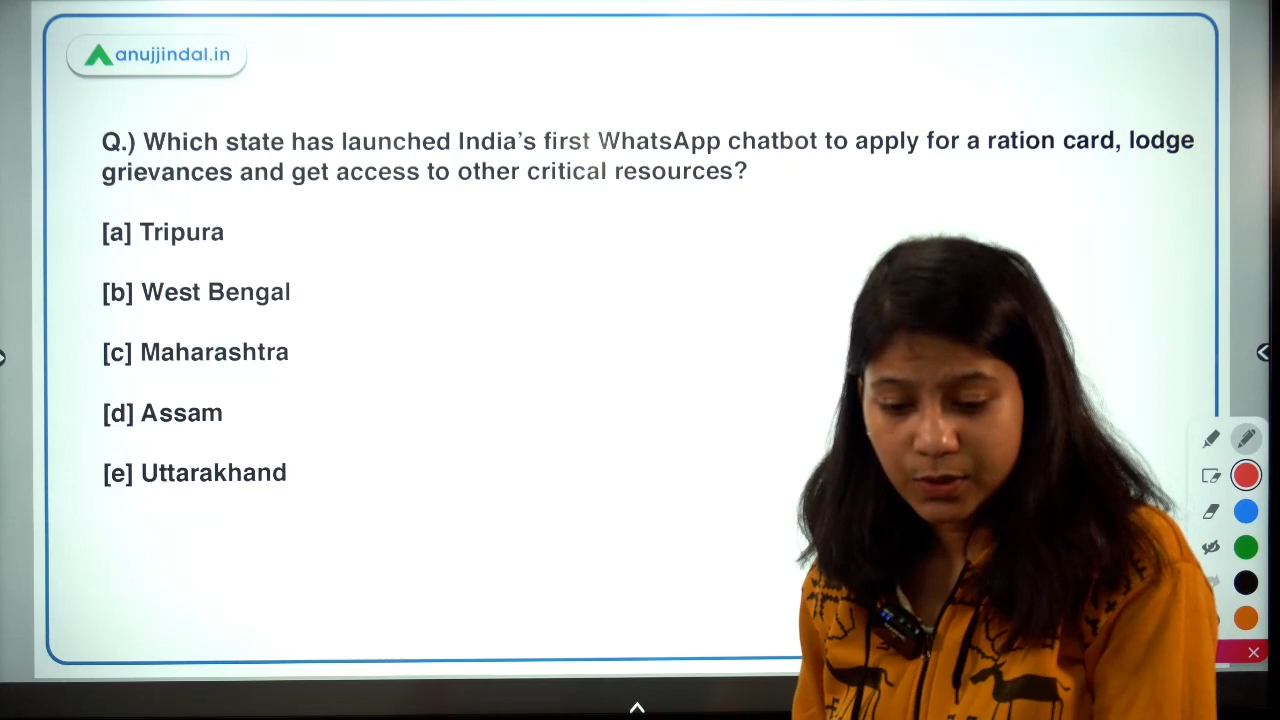 anujjindal.in
Q.) Which state has launched India’s first WhatsApp chatbot to apply for a ration card, lodge
grievances and get access to other critical resources?
[a] Tripura
[b] West Bengal
[c] Maharashtra
[d] Assam
[e] Uttarakhand